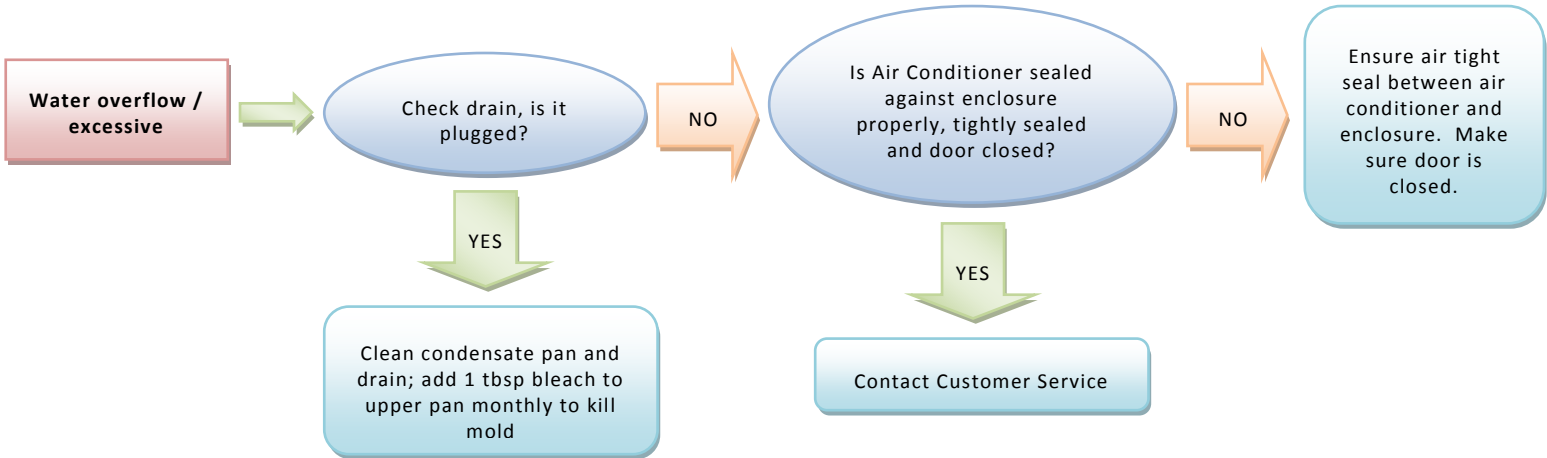 Water overflow /
excessive
Check drain, is it
plugged?
NO
Is Air Conditioner sealed
against enclosure
properly, tightly sealed
and door closed?
NO
Ensure air tight
seal between air
conditioner and
enclosure.  Make
sure door is
closed.
YES
YES
Clean condensate pan and
drain; add 1 tbsp bleach to
upper pan monthly to kill
mold
Contact Customer Service